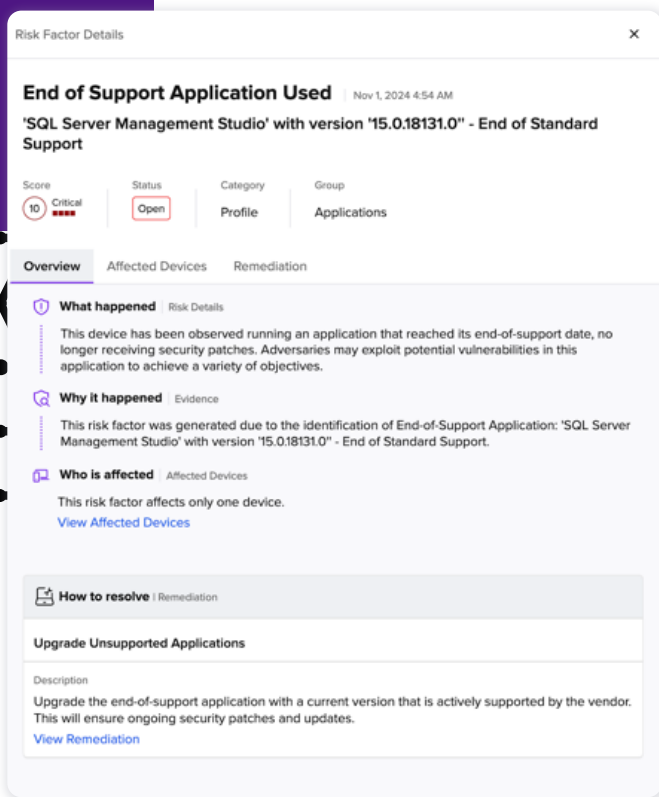 Risk Factor Details
End of Support Application Used | Nov 1, 2024 4:54 AM
'SQL Server Management Studio' with version '15.0.18131.0'' - End of Standard
Support
Score Status Category Group
10 Critical Open Profile Applications
Overview Affected Devices Remediation
What happened | Risk Details
This device has been observed running an application that reached its end-of-support date, no
longer receiving security patches. Adversaries may exploit potential vulnerabilities in this
application to achieve a variety of objectives.
Why it happened | Evidence
This risk factor was generated due to the identification of End-of-Support Application: 'SQL Server
Management Studio' with version '15.0.18131.0'' - End of Standard Support.
Who is affected | Affected Devices
This risk factor affects only one device.
View Affected Devices
How to resolve | Remediation
Upgrade Unsupported Applications
Description
Upgrade the end-of-support application with a current version that is actively supported by the vendor.
This will ensure ongoing security patches and updates.
View Remediation